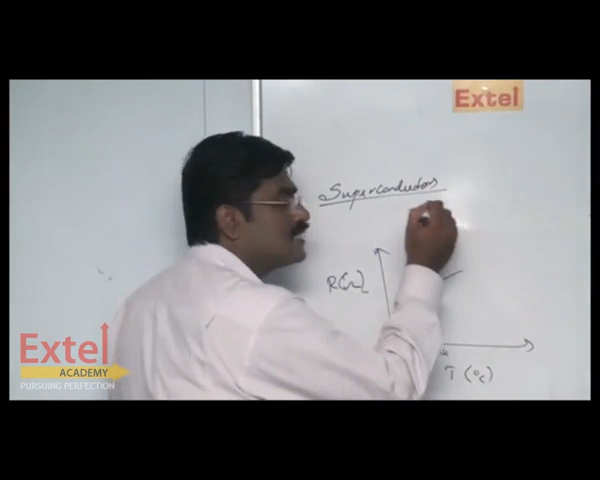 Extel
Superconductors
R(Ω)
T (°C)
Extel
ACADEMY
PURSUING PERFECTION